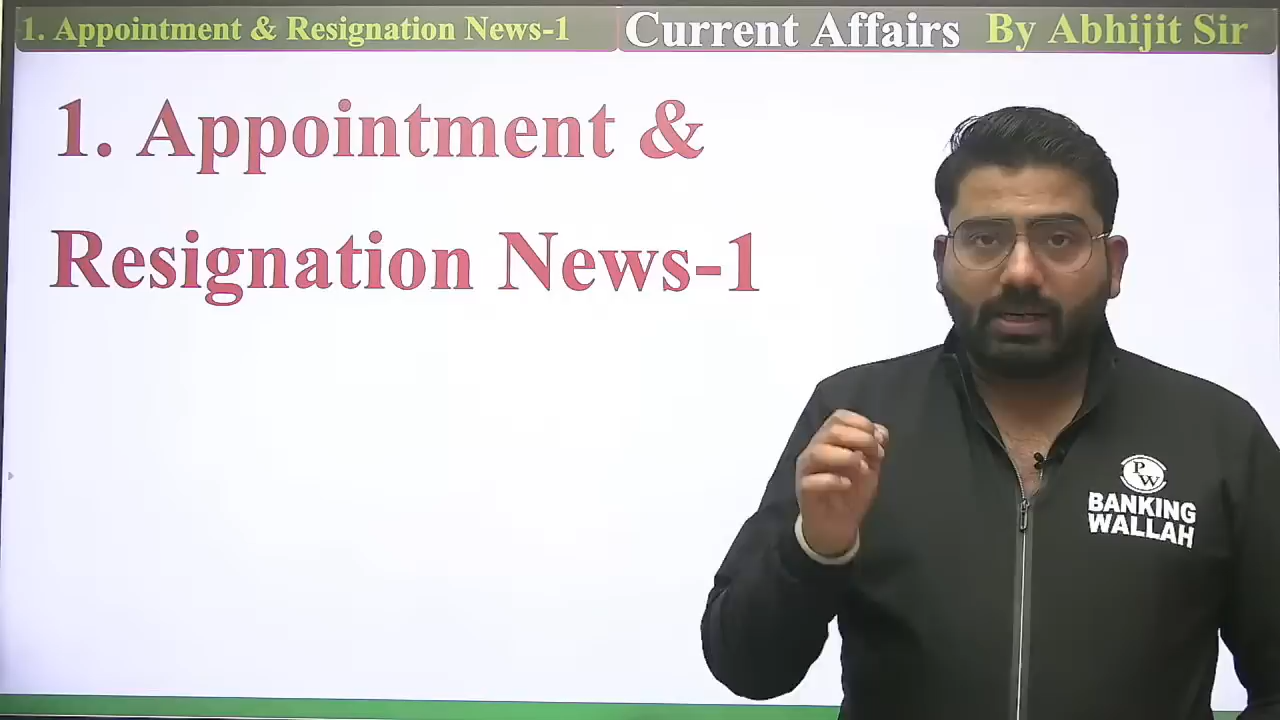 1. Appointment & Resignation News-1
Current Affairs
By Abhijit Sir
1. Appointment &
Resignation News-1
PW
BANKING
WALLAH